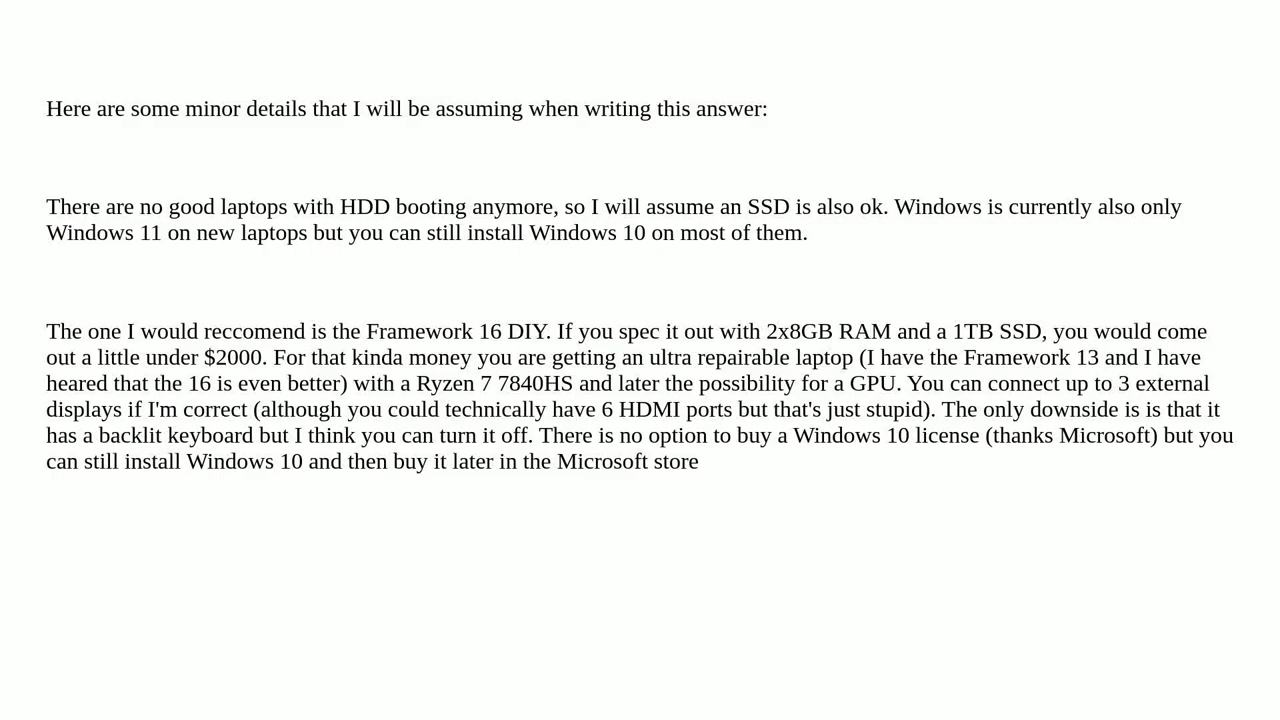 Here are some minor details that I will be assuming when writing this answer:
There are no good laptops with HDD booting anymore, so I will assume an SSD is also ok. Windows is currently also only
Windows 11 on new laptops but you can still install Windows 10 on most of them.
The one I would reccomend is the Framework 16 DIY. If you spec it out with 2x8GB RAM and a 1TB SSD, you would come
out a little under $2000. For that kinda money you are getting an ultra repairable laptop (I have the Framework 13 and I have
heared that the 16 is even better) with a Ryzen 7 7840HS and later the possibility for a GPU. You can connect up to 3 external
displays if I'm correct (although you could technically have 6 HDMI ports but that's just stupid). The only downside is is that it
has a backlit keyboard but I think you can turn it off. There is no option to buy a Windows 10 license (thanks Microsoft) but you
can still install Windows 10 and then buy it later in the Microsoft store